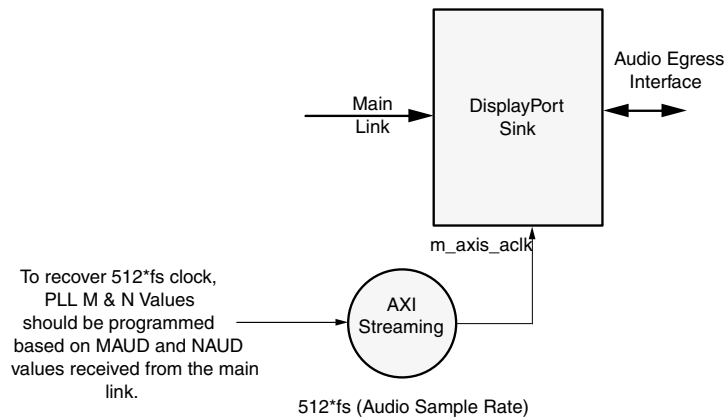 Audio Egress
Interface
Main
Link
DisplayPort
Sink
m_axis_aclk
To recover 512*fs clock,
PLL M & N Values
should be programmed
based on MAUD and NAUD
values received from the main
link.
AXI
Streaming
512*fs (Audio Sample Rate)